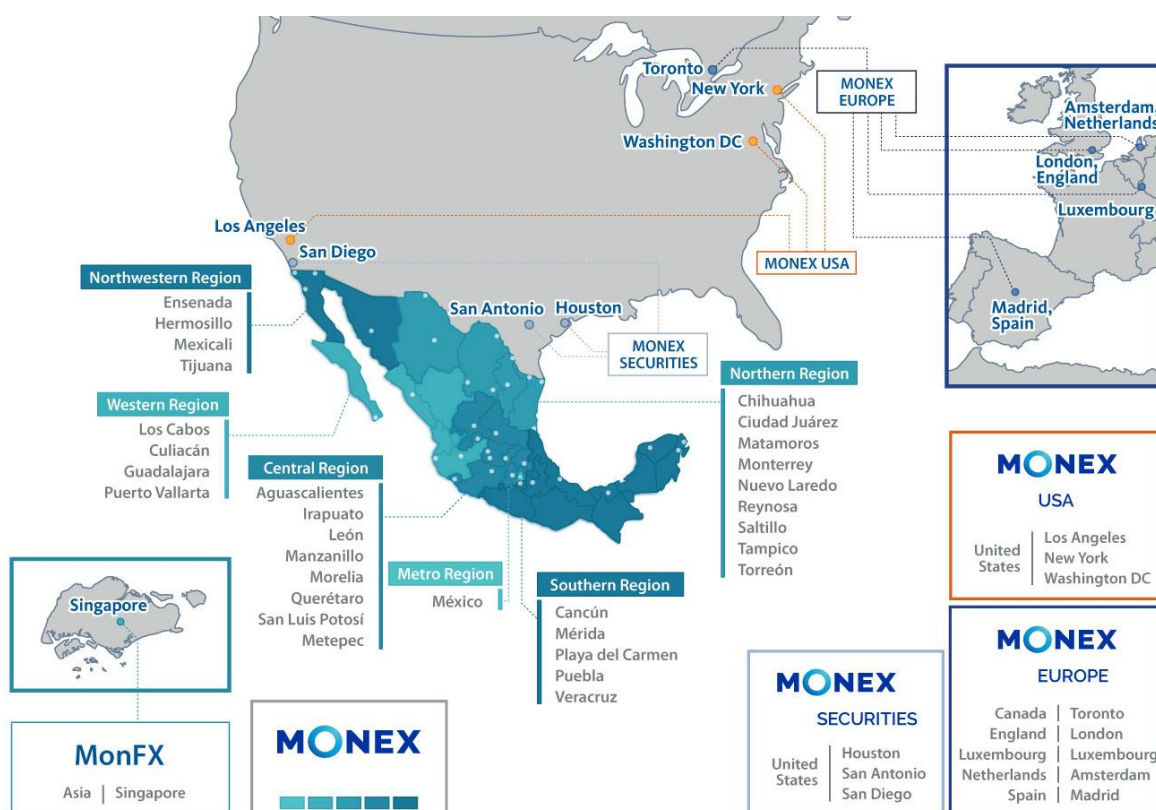 Toronto
New York
Washington DC
MONEX
EUROPE
Amsterdam,
Netherlands
London,
England
Luxembourg
Madrid,
Spain
Los Angeles
San Diego
MONEX USA
San Antonio
Houston
MONEX
SECURITIES
Northwestern Region
Ensenada
Hermosillo
Mexicali
Tijuana
Western Region
Los Cabos
Culiacán
Guadalajara
Puerto Vallarta
Central Region
Aguascalientes
Irapuato
León
Manzanillo
Morelia
Querétaro
San Luis Potosí
Metepec
Metro Region
México
Southern Region
Cancún
Mérida
Playa del Carmen
Puebla
Veracruz
Northern Region
Chihuahua
Ciudad Juárez
Matamoros
Monterrey
Nuevo Laredo
Reynosa
Saltillo
Tampico
Torreón
Singapore
MonFX
Asia | Singapore
MONEX
MONEX
SECURITIES
United States
Houston
San Antonio
San Diego
MONEX
USA
United States
Los Angeles
New York
Washington DC
MONEX
EUROPE
Canada | Toronto
England | London
Luxembourg | Luxembourg
Netherlands | Amsterdam
Spain | Madrid